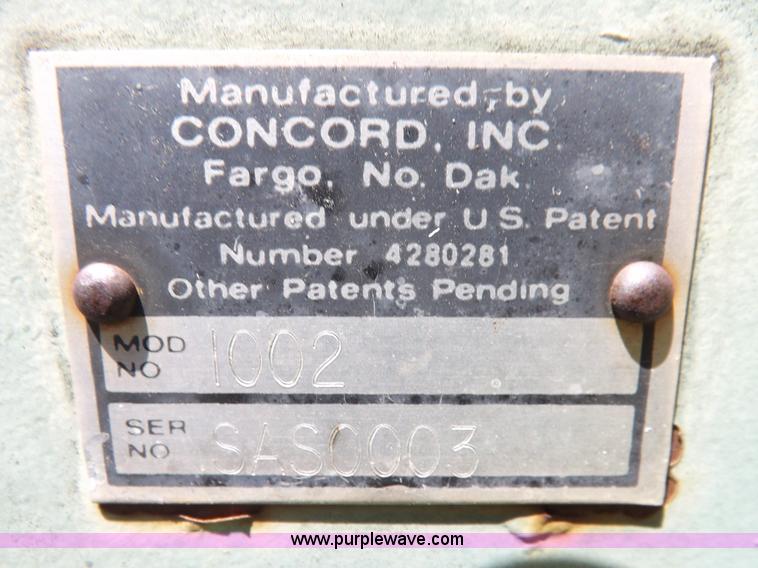 Manufactured by
CONCORD, INC.
Fargo, No. Dak.
Manufactured under U.S. Patent
Number 4280281
Other Patents Pending
MOD NO 1002
SER NO SAS0003
www.purplewave.com